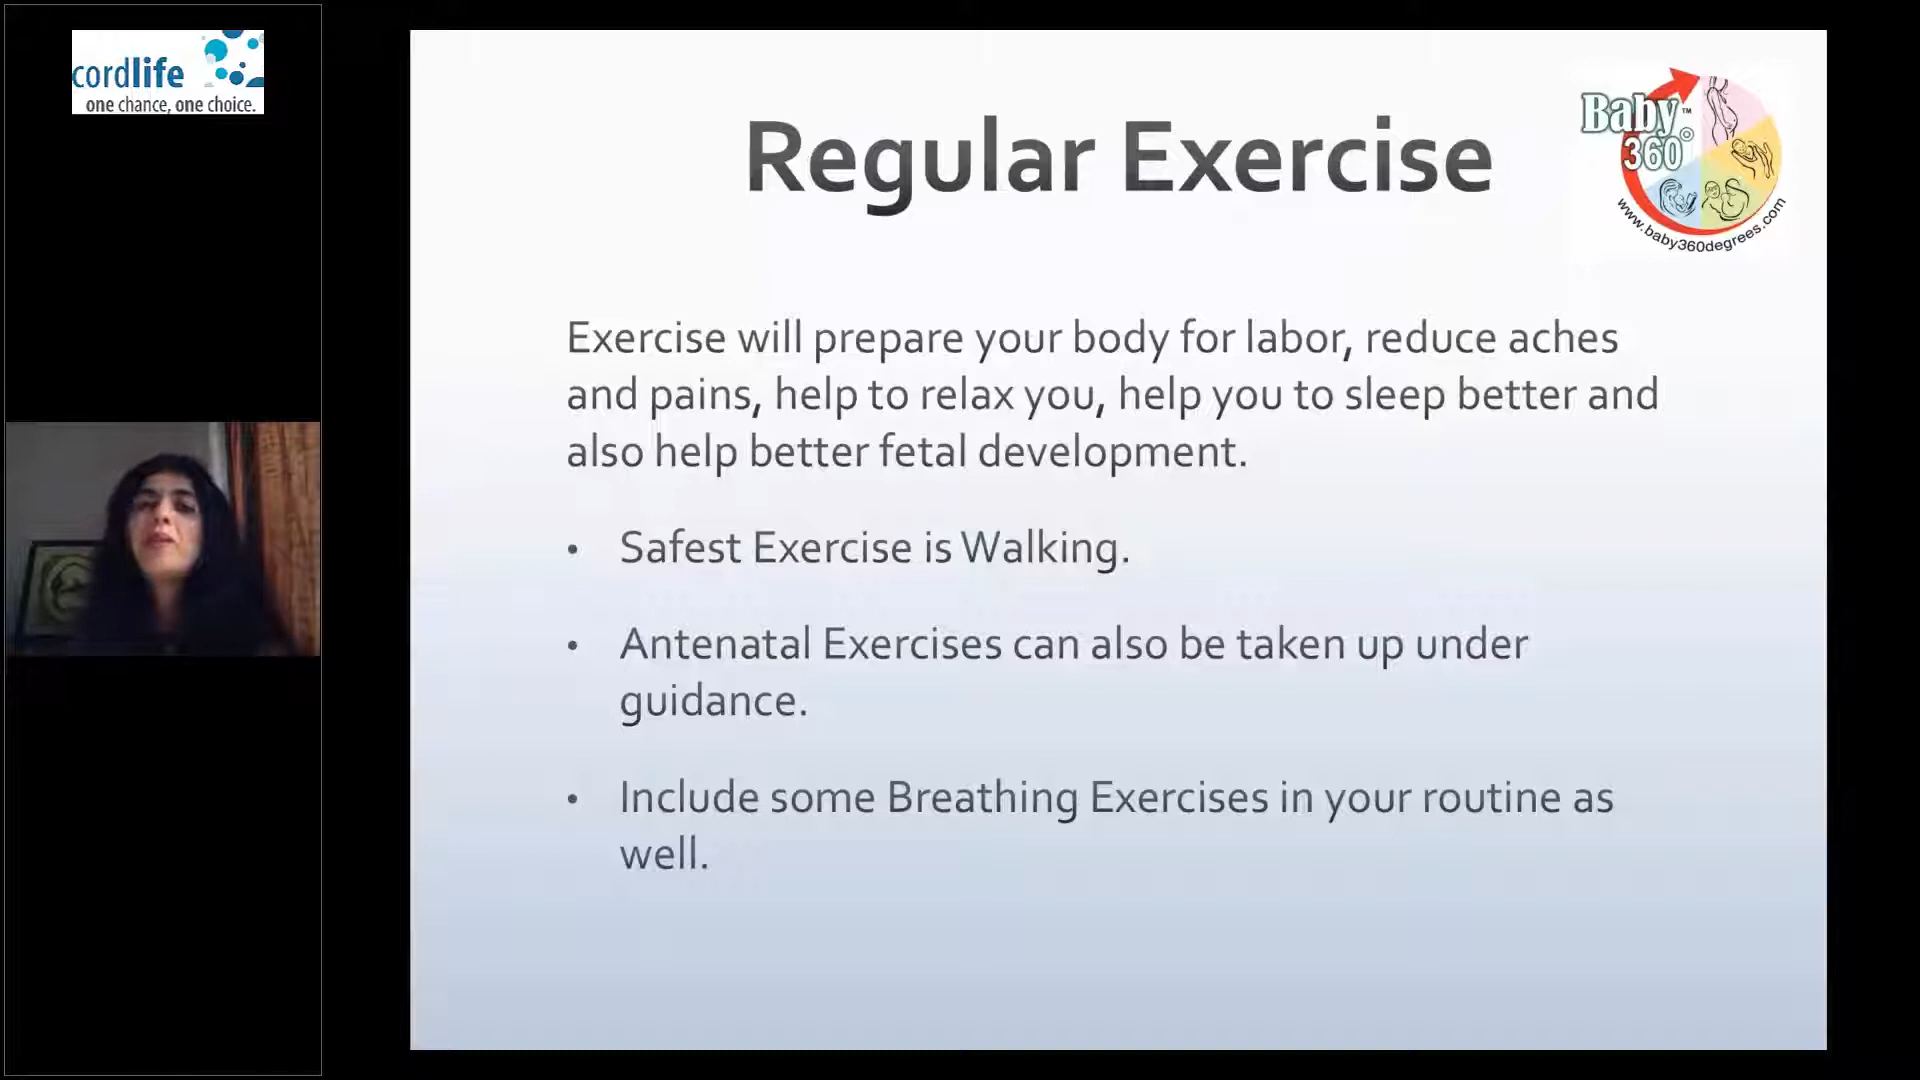 cordlife
one chance, one choice.
Regular Exercise
Baby™
360°
www.baby360degrees.com
Exercise will prepare your body for labor, reduce aches
and pains, help to relax you, help you to sleep better and
also help better fetal development.
• Safest Exercise is Walking.
• Antenatal Exercises can also be taken up under
guidance.
• Include some Breathing Exercises in your routine as
well.